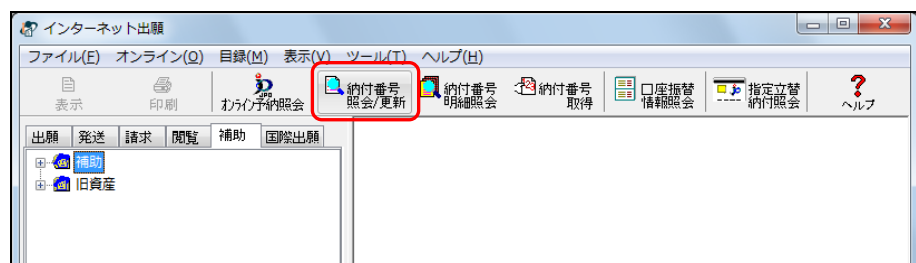 インターネット出願
ファイル(F) オンライン(O) 目録(M) 表示(V) ツール(T) ヘルプ(H)
表示
印刷
オンライン予納照会
納付番号
照会/更新
納付番号
明細照会
納付番号
取得
口座振替
情報照会
指定立替
納付照会
ヘルプ
出願 発送 請求 閲覧 補助 国際出願
補助
旧資産